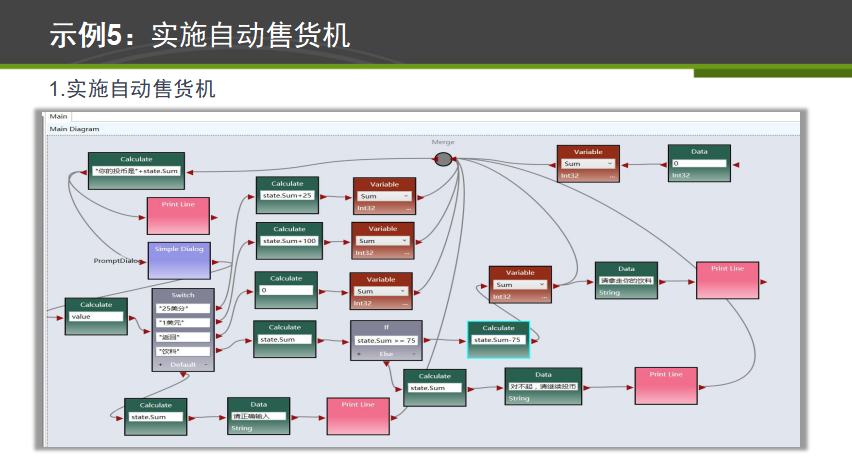 示例5：实施自动售货机
1.实施自动售货机
Main
Main Diagram
Merge
Calculate
"你的投币是"+state.Sum
Variable
Sum
Int32
...
Data
0
Int32
Print Line
Calculate
state.Sum+25
Variable
Sum
Int32
...
Simple Dialog
PromptDialog
Calculate
state.Sum+100
Variable
Sum
Int32
...
Calculate
value
Switch
"25美分"
"1美元"
"返回"
"饮料"
+ Default -
Calculate
0
Variable
Sum
Int32
...
Calculate
state.Sum
If
state.Sum >= 75
+ Else -
Calculate
state.Sum-75
Variable
Sum
Int32
...
Data
请拿走你的饮料
String
Print Line
Calculate
state.Sum
Data
对不起，请继续投币
String
Print Line
Calculate
state.Sum
Data
请正确输入
String
Print Line